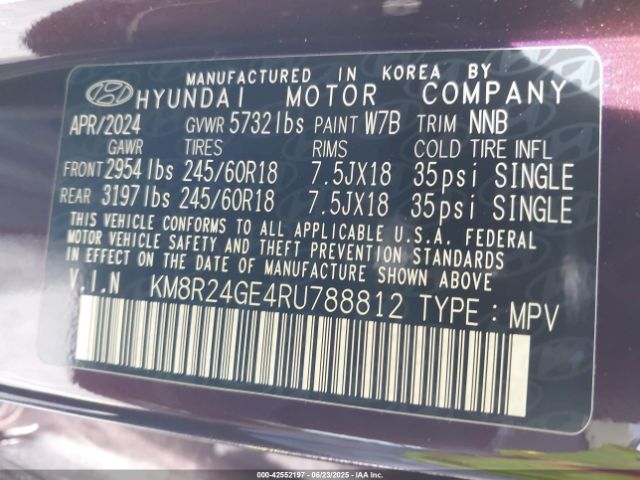 MANUFACTURED IN KOREA BY
HYUNDAI MOTOR COMPANY
APR/2024 GVWR 5732lbs PAINT W7B TRIM NNB
GAWR TIRES RIMS COLD TIRE INFL
FRONT 2954lbs 245/60R18 7.5JX18 35psi SINGLE
REAR 3197lbs 245/60R18 7.5JX18 35psi SINGLE
THIS VEHICLE CONFORMS TO ALL APPLICABLE U.S.A. FEDERAL
MOTOR VEHICLE SAFETY AND THEFT PREVENTION STANDARDS
IN EFFECT ON THE DATE OF MANUFACTURE SHOWN ABOVE
V.I.N KM8R24GE4RU788812 TYPE : MPV
000-42552197 - 06/23/2025 - IAA Inc.